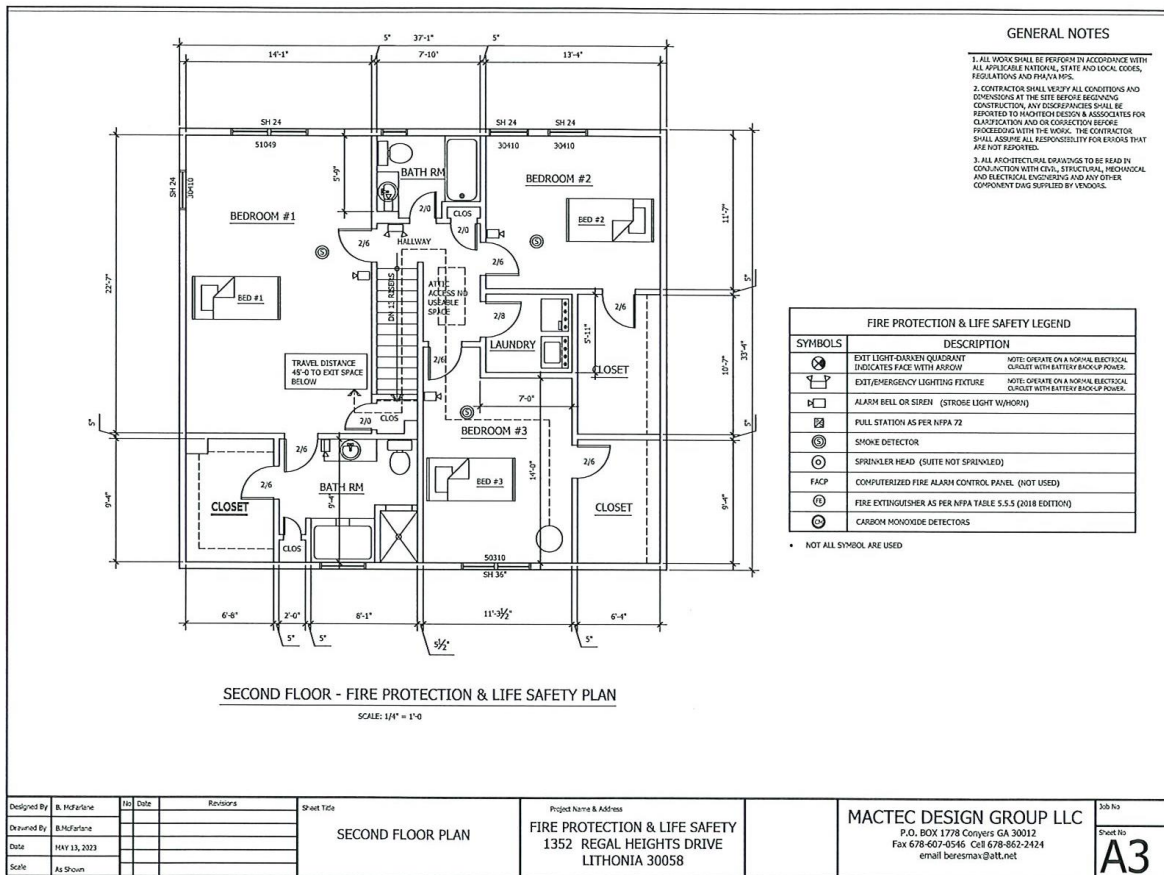 GENERAL NOTES
1. ALL WORK SHALL BE PERFORM IN ACCORDANCE WITH
ALL APPLICABLE NATIONAL, STATE AND LOCAL CODES,
REGULATIONS AND FHA/VA MPS.
2. CONTRACTOR SHALL VERIFY ALL CONDITIONS AND
DIMENSIONS AT THE SITE BEFORE BEGINNING
CONSTRUCTION, ANY DISCREPANCIES SHALL BE
REPORTED TO MACHTECH DESIGN & ASSSOCIATES FOR
CLARIFICATION AND OR CORRECTION BEFORE
PROCEEDING WITH THE WORK. THE CONTRACTOR
SHALL ASSUME ALL RESPONSIBILITY FOR ERRORS THAT
ARE NOT REPORTED.
3. ALL ARCHITECTURAL DRAWINGS TO BE READ IN
CONJUNCTION WITH CIVIL, STRUCTURAL, MECHANICAL
AND ELECTRICAL ENGINERING AND ANY OTHER
COMPONENT DWG SUPPLIED BY VENDORS.
5" 37'-1" 5"
14'-1" 7'-10" 13'-4"
SH 24 SH 24 SH 24
51049 30410 30410
SH 24
30410
5'-9"
BATH RM
BEDROOM #2
BEDROOM #1
2/0
CLOS
2/0
BED #2
11'-7"
HALLWAY
2/6
2/6
22'-7"
BED #1
DN 13 RISERS
ATTIC
ACCESS NO
USEABLE
SPACE
2/6
5"
2/8
LAUNDRY
5'-11"
33'-4"
10'-7"
TRAVEL DISTANCE
45'-0 TO EXIT SPACE
BELOW
2/6
CLOSET
7'-0"
2/0
CLOS
BEDROOM #3
5"
5"
2/6
2/6
2/6
BATH RM
9'-4"
14'-0"
BED #3
9'-4"
9'-4"
CLOSET
CLOSET
CLOS
50310
SH 36"
6'-8" 2'-0" 8'-1" 11'-3½" 6'-4"
5" 5" 5½" 5"
SECOND FLOOR - FIRE PROTECTION & LIFE SAFETY PLAN
SCALE: 1/4" = 1'-0
FIRE PROTECTION & LIFE SAFETY LEGEND
SYMBOLS DESCRIPTION
EXIT LIGHT-DARKEN QUADRANT
INDICATES FACE WITH ARROW
NOTE: OPERATE ON A NORMAL ELECTRICAL
CIRCUIT WITH BATTERY BACK-UP POWER.
EXIT/EMERGENCY LIGHTING FIXTURE
NOTE: OPERATE ON A NORMAL ELECTRICAL
CIRCUIT WITH BATTERY BACK-UP POWER.
ALARM BELL OR SIREN (STROBE LIGHT W/HORN)
PULL STATION AS PER NFPA 72
S SMOKE DETECTOR
SPRINKLER HEAD (SUITE NOT SPRINKLED)
FACP COMPUTERIZED FIRE ALARM CONTROL PANEL (NOT USED)
FE FIRE EXTINGUISHER AS PER NFPA TABLE 5.5.5 (2018 EDITION)
CM CARBOM MONOXIDE DETECTORS
• NOT ALL SYMBOL ARE USED
Designed By B. McFarlane
Drawned By B.McFarlane
Date MAY 13, 2023
Scale As Shown
No Date Revisions
Sheet Title
SECOND FLOOR PLAN
Project Name & Address
FIRE PROTECTION & LIFE SAFETY
1352 REGAL HEIGHTS DRIVE
LITHONIA 30058
MACTEC DESIGN GROUP LLC
P.O. BOX 1778 Conyers GA 30012
Fax 678-607-0546 Cell 678-862-2424
email beresmax@att.net
Job No
Sheet No
A3